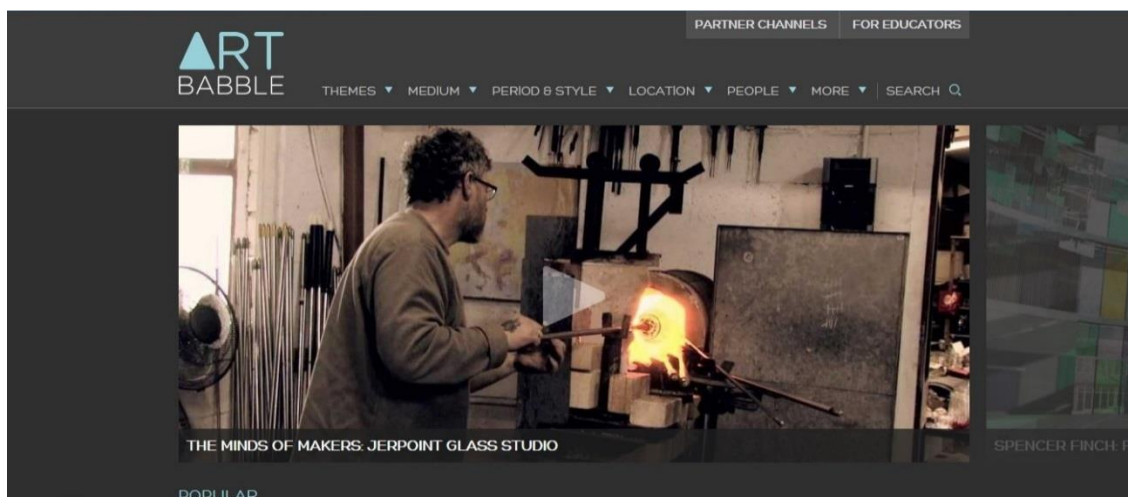 PARTNER CHANNELS FOR EDUCATORS
ART
BABBLE
THEMES MEDIUM PERIOD & STYLE LOCATION PEOPLE MORE SEARCH
THE MINDS OF MAKERS: JERPOINT GLASS STUDIO
SPENCER FINCH:
POPULAR